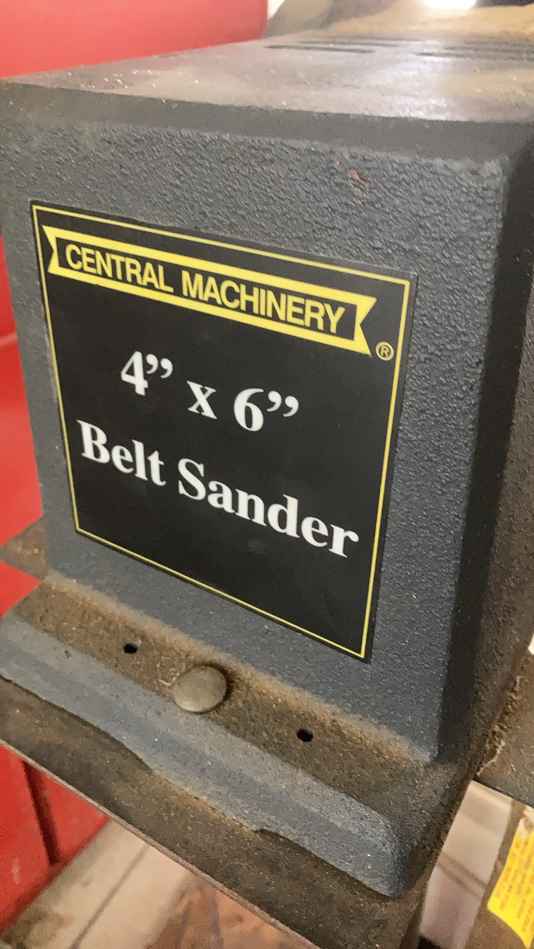 CENTRAL MACHINERY
®
4” x 6”
Belt Sander